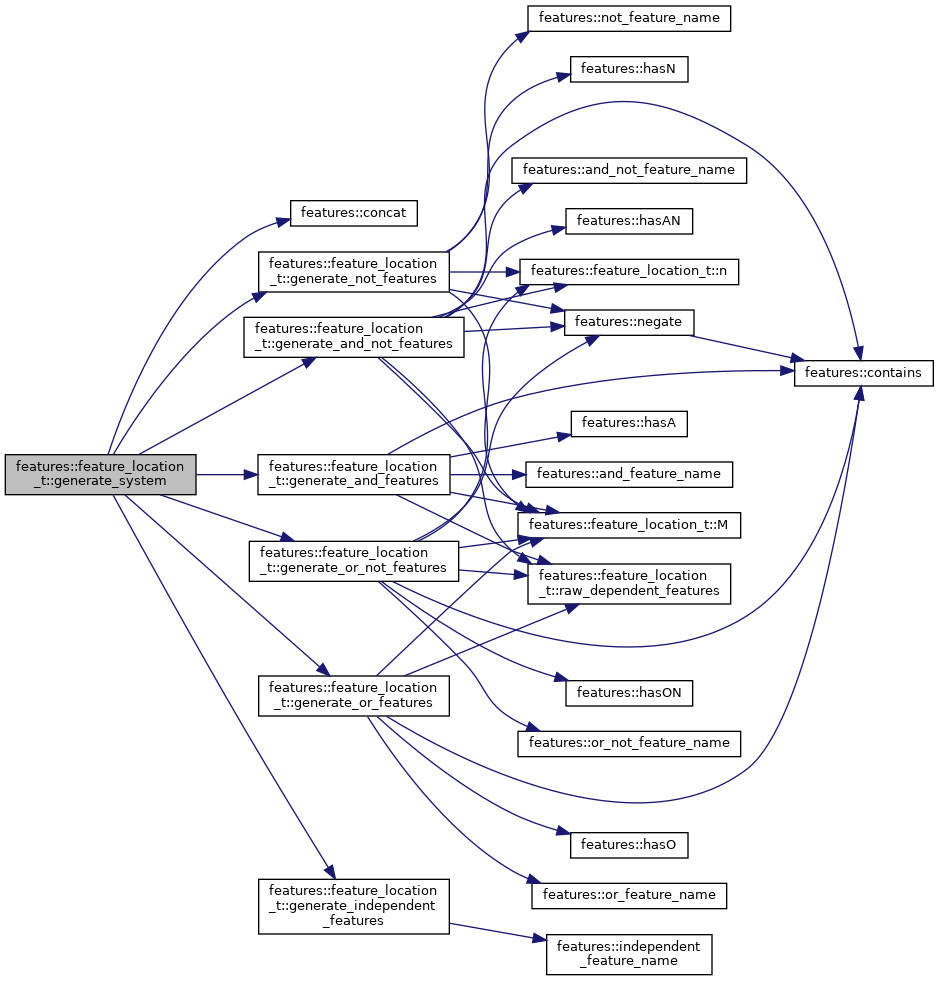 features::feature_location
_t::generate_system
features::concat
features::feature_location
_t::generate_not_features
features::feature_location
_t::generate_and_not_features
features::feature_location
_t::generate_and_features
features::feature_location
_t::generate_or_not_features
features::feature_location
_t::generate_or_features
features::feature_location
_t::generate_independent
_features
features::not_feature_name
features::hasN
features::and_not_feature_name
features::hasAN
features::feature_location_t::n
features::negate
features::hasA
features::and_feature_name
features::feature_location_t::M
features::feature_location
_t::raw_dependent_features
features::hasON
features::or_not_feature_name
features::hasO
features::or_feature_name
features::independent
_feature_name
features::contains